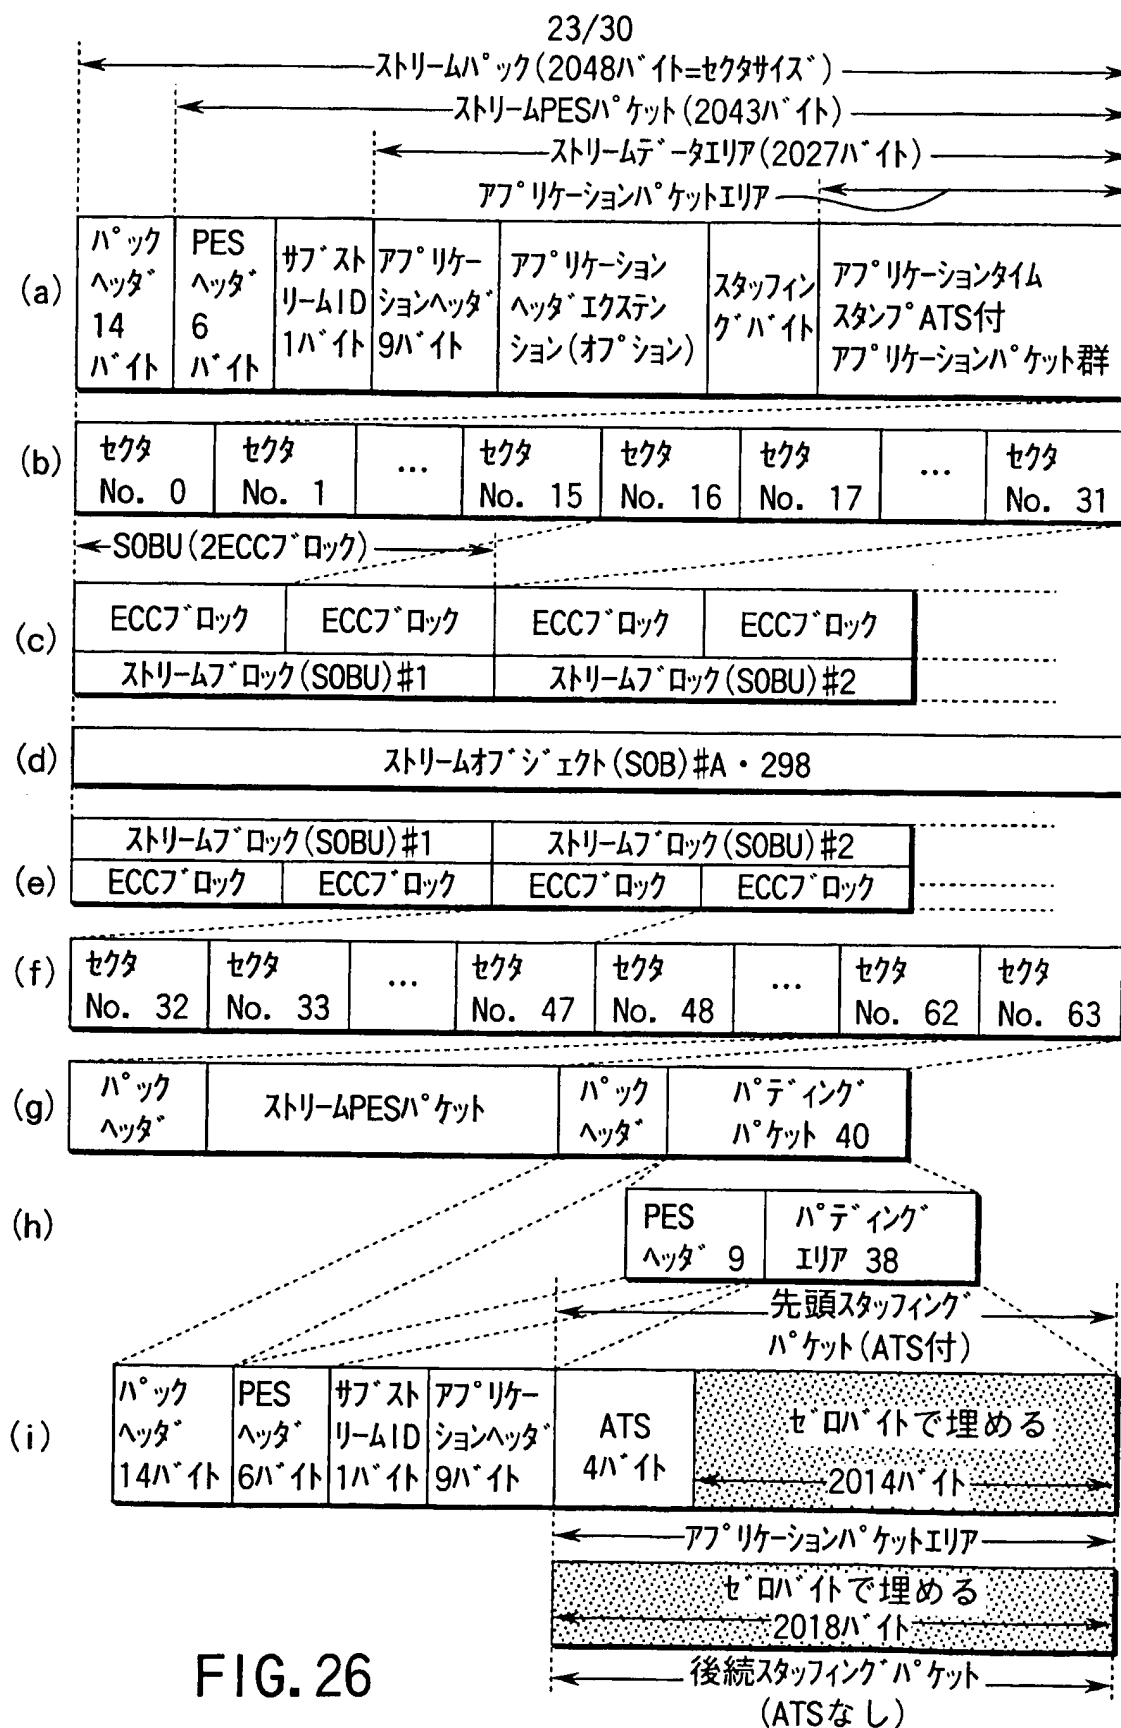 23/30
ストリームパック(2048バイト=セクタサイズ)
ストリームPESパケット(2043バイト)
ストリームデータエリア(2027バイト)
アプリケーションパケットエリア
(a)
パック
ヘッダ
14
バイト
PES
ヘッダ
6
バイト
サブスト
リームID
1バイト
アプリケー
ションヘッダ
9バイト
アプリケーション
ヘッダエクステン
ション(オプション)
スタッフィン
グバイト
アプリケーションタイム
スタンプATS付
アプリケーションパケット群
(b)
セクタ
No. 0
セクタ
No. 1
...
セクタ
No. 15
セクタ
No. 16
セクタ
No. 17
...
セクタ
No. 31
SOBU(2ECCブロック)
(c)
ECCブロック
ECCブロック
ECCブロック
ECCブロック
ストリームブロック(SOBU)#1
ストリームブロック(SOBU)#2
(d)
ストリームオブジェクト(SOB)#A・298
(e)
ストリームブロック(SOBU)#1
ストリームブロック(SOBU)#2
ECCブロック
ECCブロック
ECCブロック
ECCブロック
(f)
セクタ
No. 32
セクタ
No. 33
...
セクタ
No. 47
セクタ
No. 48
...
セクタ
No. 62
セクタ
No. 63
(g)
パック
ヘッダ
ストリームPESパケット
パック
ヘッダ
パディング
パケット 40
(h)
PES
ヘッダ 9
パディング
エリア 38
先頭スタッフィング
パケット(ATS付)
(i)
パック
ヘッダ
14バイト
PES
ヘッダ
6バイト
サブスト
リームID
1バイト
アプリケー
ションヘッダ
9バイト
ATS
4バイト
ゼロバイトで埋める
2014バイト
アプリケーションパケットエリア
ゼロバイトで埋める
2018バイト
後続スタッフィングパケット
(ATSなし)
FIG.26